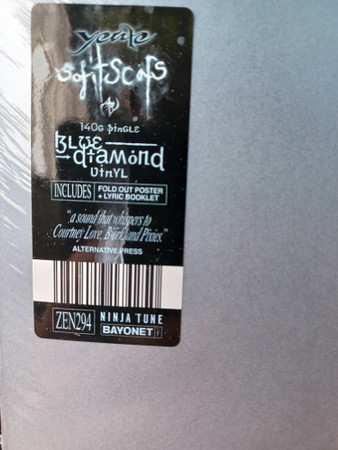 yeule
softscars
140g single
blue
diamond
vinyl
INCLUDES FOLD OUT POSTER
+ LYRIC BOOKLET
"a sound that whispers to
Courtney Love, Björk and Pixies."
ALTERNATIVE PRESS
ZEN294 NINJA TUNE
BAYONET